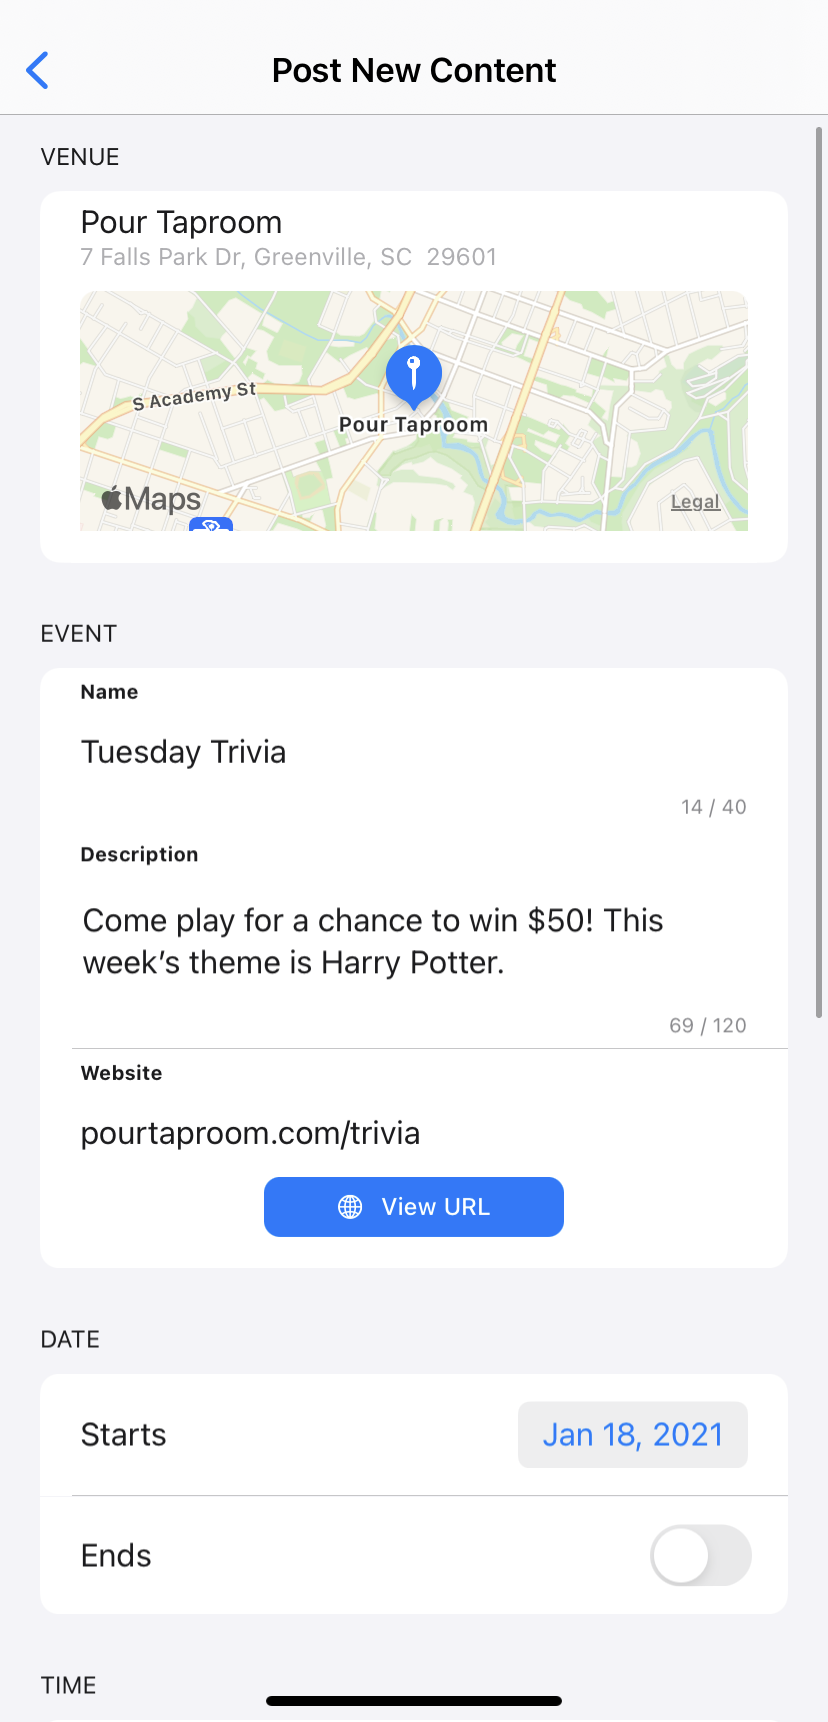 Post New Content
VENUE
Pour Taproom
7 Falls Park Dr, Greenville, SC  29601
S Academy St
Pour Taproom
Maps
Legal
EVENT
Name
Tuesday Trivia
14 / 40
Description
Come play for a chance to win $50! This
week’s theme is Harry Potter.
69 / 120
Website
pourtaproom.com/trivia
View URL
DATE
Starts
Jan 18, 2021
Ends
TIME